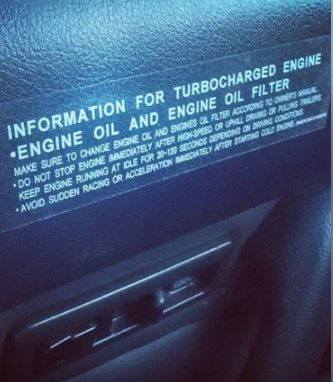 INFORMATION FOR TURBOCHARGED ENGINE
•ENGINE OIL AND ENGINE OIL FILTER
MAKE SURE TO CHANGE ENGINE OIL AND ENGINES OIL FILTER ACCORDING TO OWNER'S MANUAL
• DO NOT STOP ENGINE IMMEDIATELY AFTER HIGH-SPEED OR UPHILL DRIVING OR PULLING TRAILERS
KEEP ENGINE RUNNING AT IDLE FOR 20-120 SECONDS DEPENDING ON DRIVING CONDITIONS
• AVOID SUDDEN RACING OR ACCELERATION IMMEDIATELY AFTER STARTING COLD ENGINE